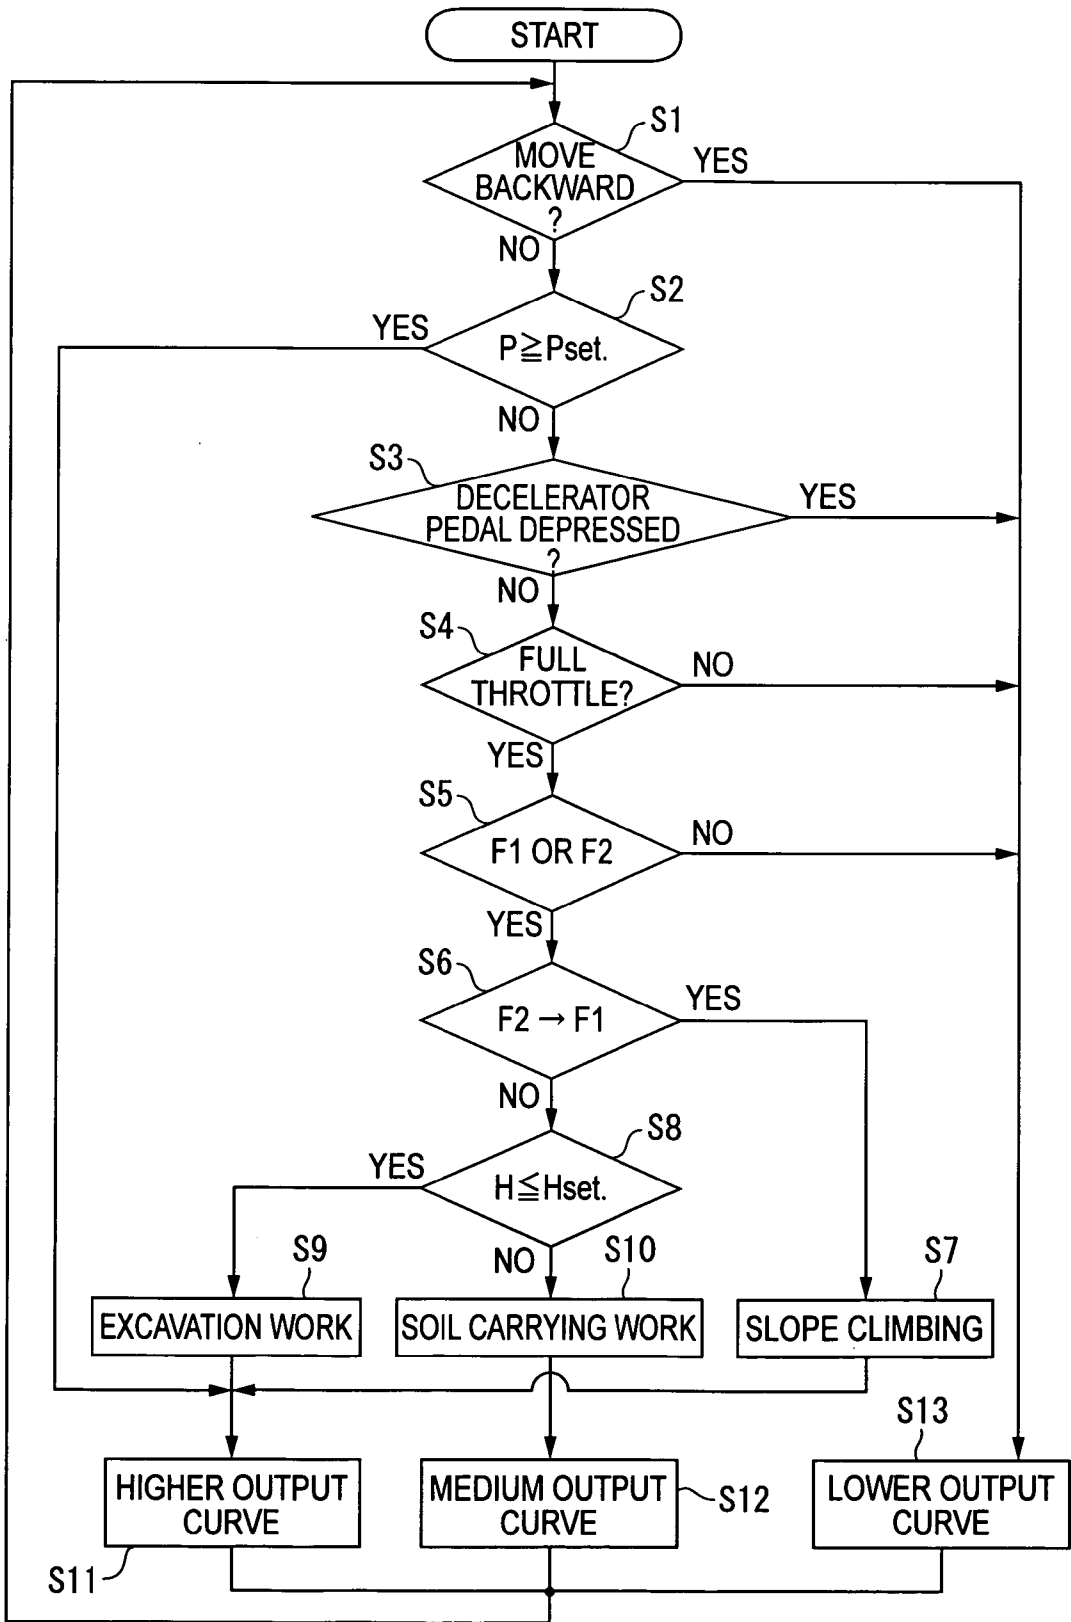 START
S1
MOVE
BACKWARD
?
YES
NO
S2
YES
P≧Pset.
NO
S3
DECELERATOR
PEDAL DEPRESSED
?
YES
NO
S4
FULL
THROTTLE?
NO
YES
S5
F1 OR F2
NO
YES
S6
F2 → F1
YES
NO
S8
YES
H≦Hset.
NO
S9
S10
S7
EXCAVATION WORK
SOIL CARRYING WORK
SLOPE CLIMBING
S13
HIGHER OUTPUT
CURVE
MEDIUM OUTPUT
CURVE
S12
LOWER OUTPUT
CURVE
S11